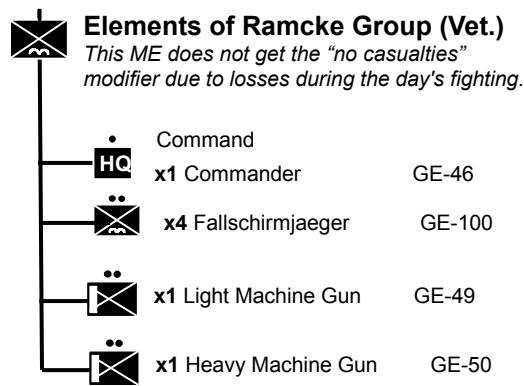 Elements of Ramcke Group (Vet.)
This ME does not get the “no casualties”
modifier due to losses during the day's fighting.
Command
HQ
x1 Commander GE-46
x4 Fallschirmjaeger GE-100
x1 Light Machine Gun GE-49
x1 Heavy Machine Gun GE-50